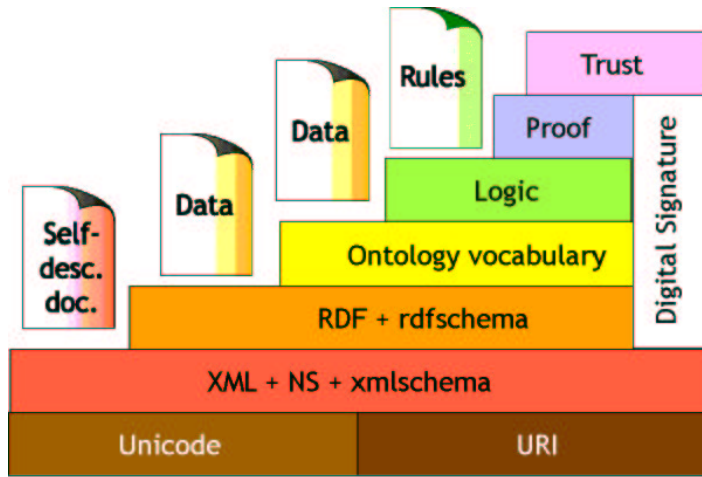 Rules
Trust
Data
Proof
Data
Logic
Self-
desc.
doc.
Ontology vocabulary
Digital Signature
RDF + rdfschema
XML + NS + xmlschema
Unicode
URI